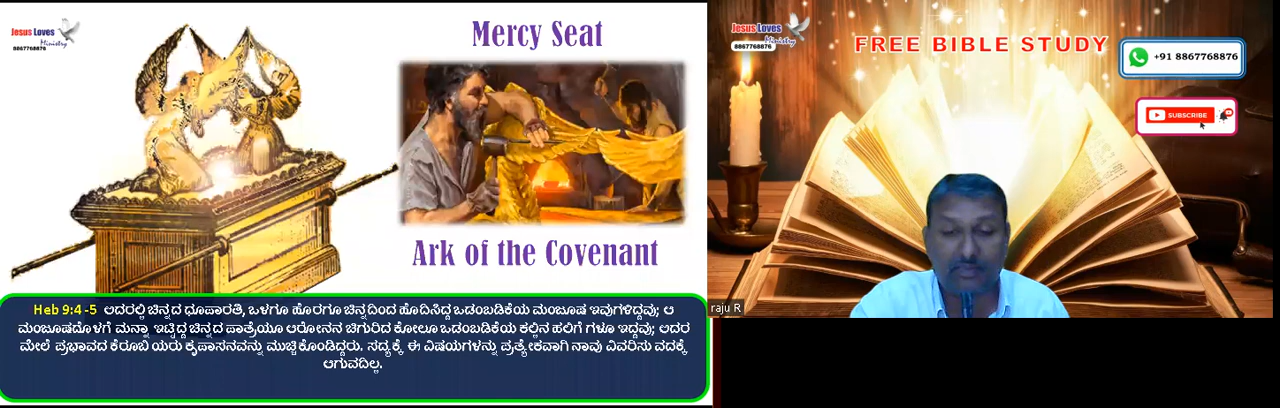 Jesus Loves
Ministry
8867768876
Mercy Seat
Ark of the Covenant
Heb 9:4 -5 ಅದರಲ್ಲಿ ಚಿನ್ನದ ಧೂಪಾರತಿ, ಒಳಗೂ ಹೊರಗೂ ಚಿನ್ನದಿಂದ ಹೊದಿಸಿದ್ದ ಒಡಂಬಡಿಕೆಯ ಮಂಜೂಷ ಇವುಗಳಿದ್ದವು; ಆ
ಮಂಜೂಷದೊಳಗೆ ಮನ್ನಾ ಇಟ್ಟಿದ್ದ ಚಿನ್ನದ ಪಾತ್ರೆಯೂ ಆರೋನನ ಚಿಗುರಿದ ಕೋಲೂ ಒಡಂಬಡಿಕೆಯ ಕಲ್ಲಿನ ಹಲಿಗೆ ಗಳೂ ಇದ್ದವು; ಅದರ
ಮೇಲೆ ಪ್ರಭಾವದ ಕೆರೂಬಿ ಯರು ಕೃಪಾಸನವನ್ನು ಮುಚ್ಚಿಕೊಂಡಿದ್ದರು. ಸದ್ಯಕ್ಕೆ ಈ ವಿಷಯಗಳನ್ನು ಪ್ರತ್ಯೇಕವಾಗಿ ನಾವು ವಿವರಿಸು ವದಕ್ಕೆ
ಆಗುವದಿಲ್ಲ.
Jesus Loves
Ministry
8867768876
FREE BIBLE STUDY
+91 8867768876
SUBSCRIBE
raju R